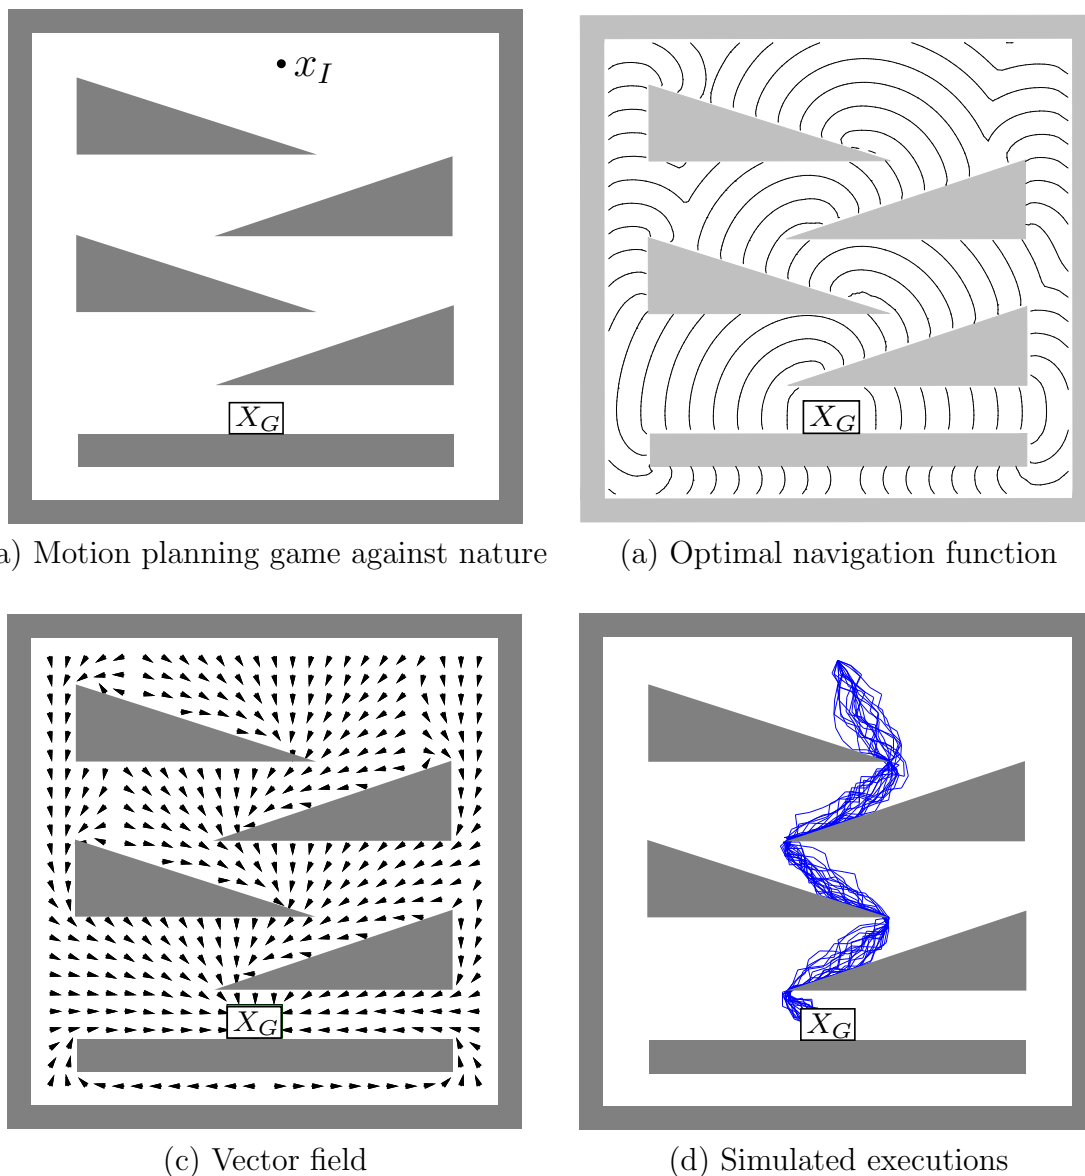 • x_I
X_G
X_G
a) Motion planning game against nature
(a) Optimal navigation function
X_G
X_G
(c) Vector field
(d) Simulated executions